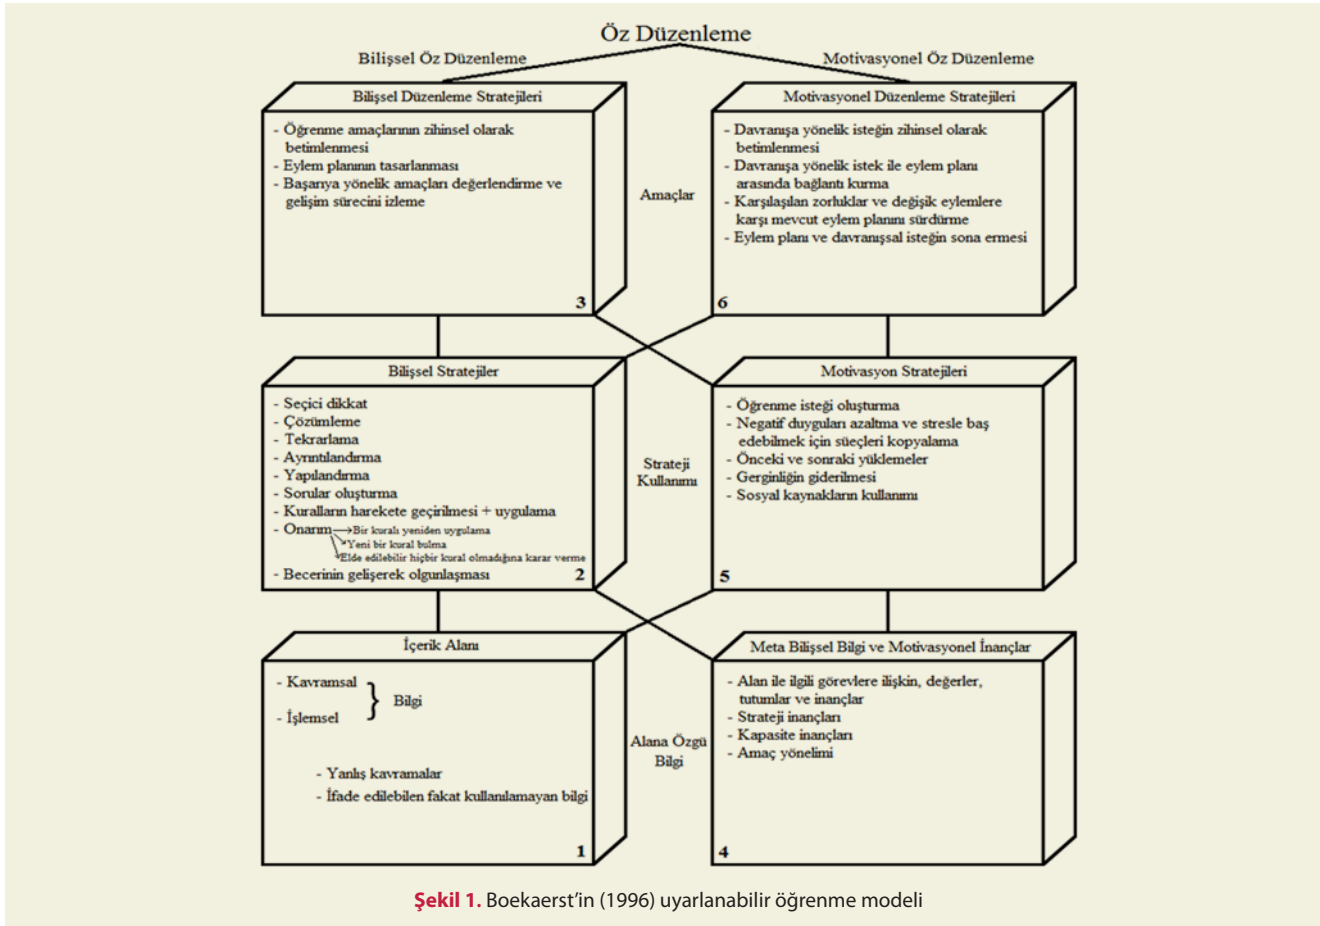 Öz Düzenleme
Bilişsel Öz Düzenleme
Motivasyonel Öz Düzenleme
Bilişsel Düzenleme Stratejileri
- Öğrenme amaçlarının zihinsel olarak
betimlenmesi
- Eylem planının tasarlanması
- Başarıya yönelik amaçları değerlendirme ve
gelişim sürecini izleme
3
Amaçlar
Motivasyonel Düzenleme Stratejileri
- Davranışa yönelik isteğin zihinsel olarak
betimlenmesi
- Davranışa yönelik istek ile eylem planı
arasında bağlantı kurma
- Karşılaşılan zorluklar ve değişik eylemlere
karşı mevcut eylem planını sürdürme
- Eylem planı ve davranışsal isteğin sona ermesi
6
Bilişsel Stratejiler
- Seçici dikkat
- Çözümleme
- Tekrarlama
- Ayrıntılandırma
- Yapılandırma
- Sorular oluşturma
- Kuralların harekete geçirilmesi + uygulama
- Onarım Bir kuralı yeniden uygulama
Yeni bir kural bulma
Elde edilebilir hiçbir kural olmadığına karar verme
- Becerinin gelişerek olgunlaşması
2
Strateji
Kullanımı
Motivasyon Stratejileri
- Öğrenme isteği oluşturma
- Negatif duyguları azaltma ve stresle baş
edebilmek için süeçleri kopyalama
- Önceki ve sonraki yüklemeler
- Gerginliğin giderilmesi
- Sosyal kaynakların kullanımı
5
İçerik Alanı
- Kavramsal
- İşlemsel
} Bilgi
- Yanlış kavramalar
- İfade edilebilen fakat kullanılamayan bilgi
1
Alana Özgü
Bilgi
Meta Bilişsel Bilgi ve Motivasyonel İnançlar
- Alan ile ilgili görevlere ilişkin, değerler,
tutumlar ve inançlar
- Strateji inançları
- Kapasite inançları
- Amaç yönelimi
4
Şekil 1. Boekaerst’in (1996) uyarlanabilir öğrenme modeli